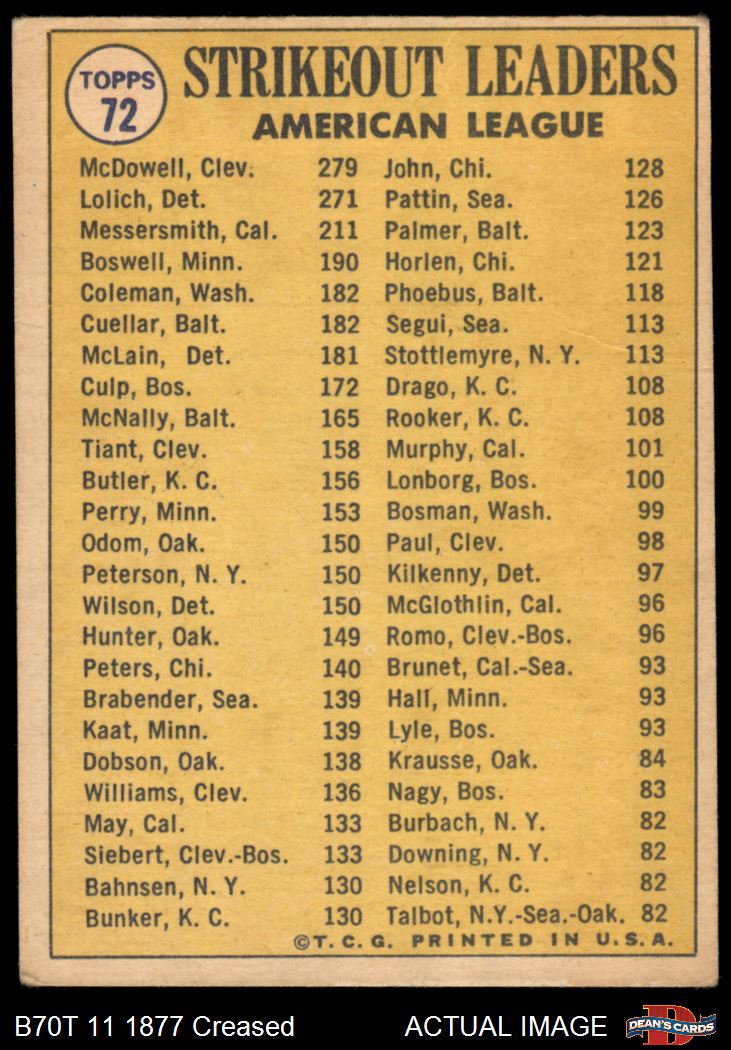 TOPPS
72
STRIKEOUT LEADERS
AMERICAN LEAGUE
McDowell, Clev. 279
Lolich, Det. 271
Messersmith, Cal. 211
Boswell, Minn. 190
Coleman, Wash. 182
Cuellar, Balt. 182
McLain, Det. 181
Culp, Bos. 172
McNally, Balt. 165
Tiant, Clev. 158
Butler, K. C. 156
Perry, Minn. 153
Odom, Oak. 150
Peterson, N. Y. 150
Wilson, Det. 150
Hunter, Oak. 149
Peters, Chi. 140
Brabender, Sea. 139
Kaat, Minn. 139
Dobson, Oak. 138
Williams, Clev. 136
May, Cal. 133
Siebert, Clev.-Bos. 133
Bahnsen, N. Y. 130
Bunker, K. C. 130
John, Chi. 128
Pattin, Sea. 126
Palmer, Balt. 123
Horlen, Chi. 121
Phoebus, Balt. 118
Segui, Sea. 113
Stottlemyre, N. Y. 113
Drago, K. C. 108
Rooker, K. C. 108
Murphy, Cal. 101
Lonborg, Bos. 100
Bosman, Wash. 99
Paul, Clev. 98
Kilkenny, Det. 97
McGlothlin, Cal. 96
Romo, Clev.-Bos. 96
Brunet, Cal.-Sea. 93
Hall, Minn. 93
Lyle, Bos. 93
Krausse, Oak. 84
Nagy, Bos. 83
Burbach, N. Y. 82
Downing, N. Y. 82
Nelson, K. C. 82
Talbot, N.Y.-Sea.-Oak. 82
©T. C. G. PRINTED IN U. S. A.
B70T 11 1877 Creased
ACTUAL IMAGE
D
DEAN'S CARDS